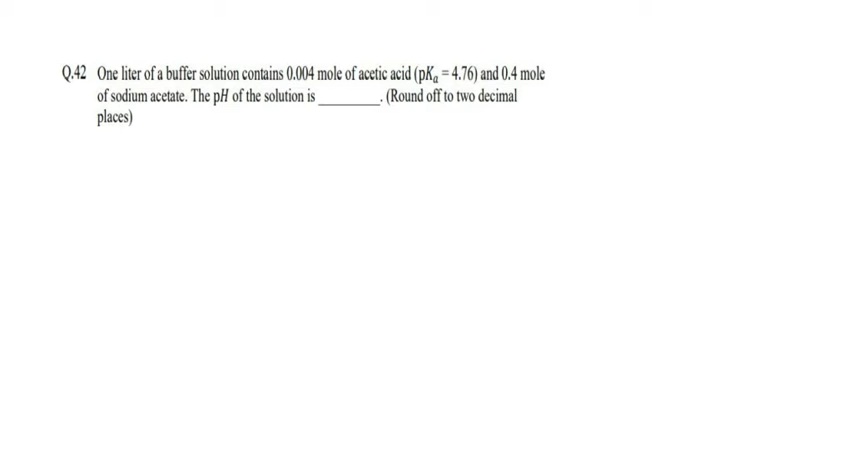 Q.42 One liter of a buffer solution contains 0.004 mole of acetic acid (pKₐ = 4.76) and 0.4 mole
of sodium acetate. The pH of the solution is ________. (Round off to two decimal
places)